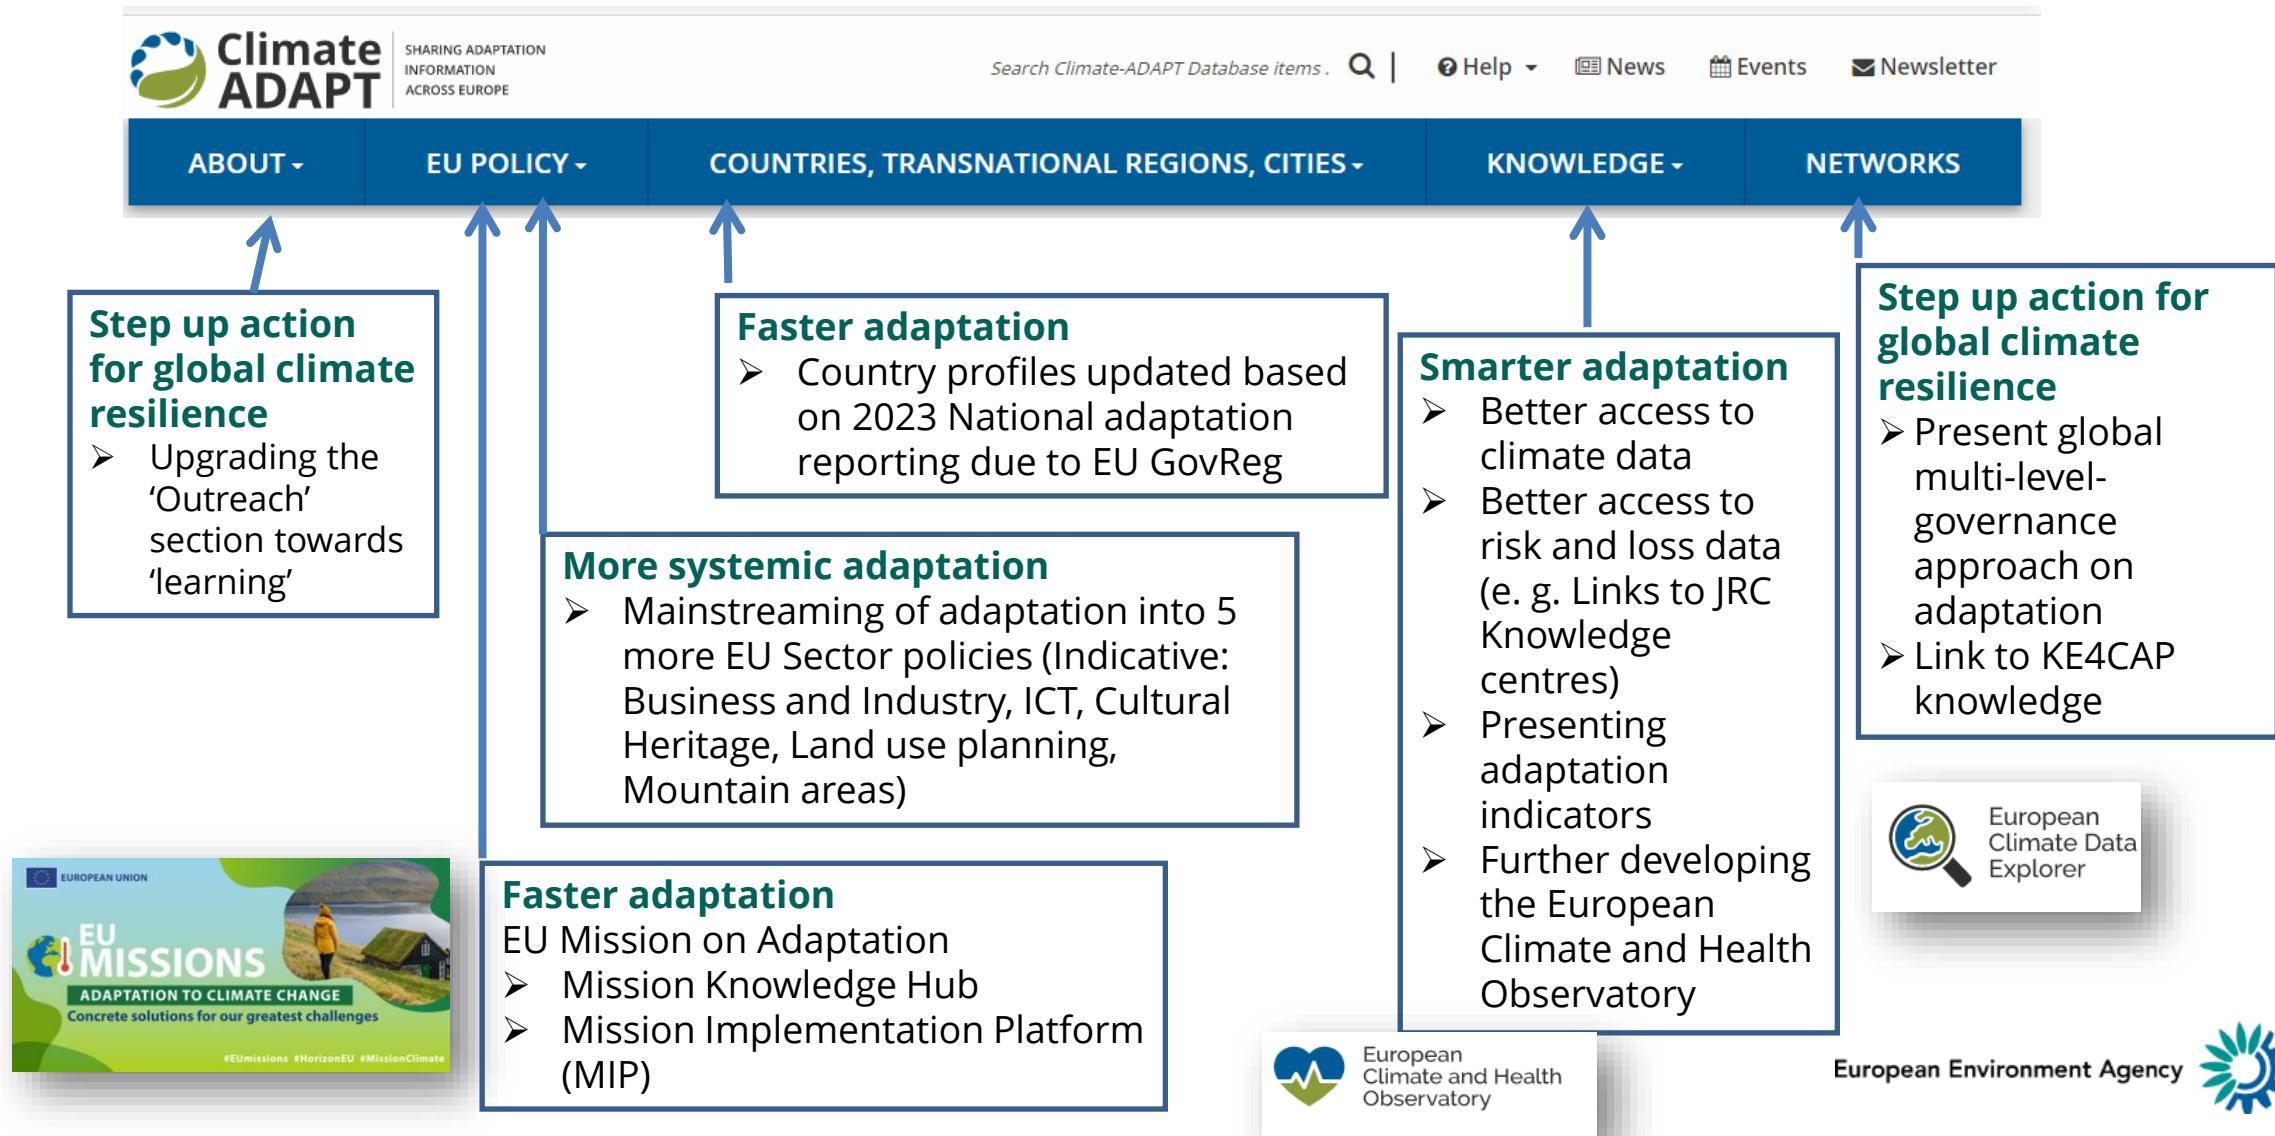 Climate
ADAPT
SHARING ADAPTATION
INFORMATION
ACROSS EUROPE
Search Climate-ADAPT Database items .
Help
News
Events
Newsletter
ABOUT
EU POLICY
COUNTRIES, TRANSNATIONAL REGIONS, CITIES
KNOWLEDGE
NETWORKS
Step up action
for global climate
resilience
➢ Upgrading the
‘Outreach’
section towards
‘learning’
Faster adaptation
➢ Country profiles updated based
on 2023 National adaptation
reporting due to EU GovReg
More systemic adaptation
➢ Mainstreaming of adaptation into 5
more EU Sector policies (Indicative:
Business and Industry, ICT, Cultural
Heritage, Land use planning,
Mountain areas)
Faster adaptation
EU Mission on Adaptation
➢ Mission Knowledge Hub
➢ Mission Implementation Platform
(MIP)
Smarter adaptation
➢ Better access to
climate data
➢ Better access to
risk and loss data
(e. g. Links to JRC
Knowledge
centres)
➢ Presenting
adaptation
indicators
➢ Further developing
the European
Climate and Health
Observatory
Step up action for
global climate
resilience
➢ Present global
multi-level-
governance
approach on
adaptation
➢ Link to KE4CAP
knowledge
EUROPEAN UNION
EU
MISSIONS
ADAPTATION TO CLIMATE CHANGE
Concrete solutions for our greatest challenges
#EUmissions #HorizonEU #MissionClimate
European
Climate Data
Explorer
European
Climate and Health
Observatory
European Environment Agency